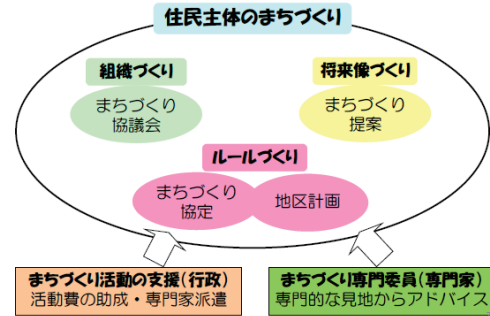 住民主体のまちづくり
組織づくり
まちづくり
協議会
将来像づくり
まちづくり
提案
ルールづくり
まちづくり
協定
地区計画
まちづくり活動の支援(行政)
活動費の助成・専門家派遣
まちづくり専門委員(専門家)
専門的な見地からアドバイス